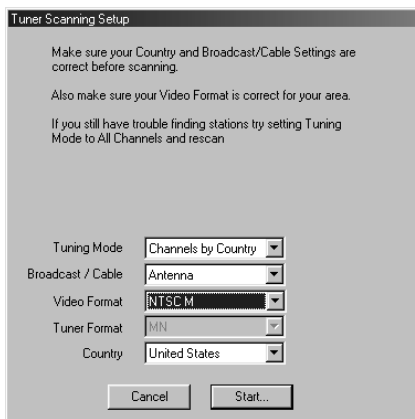 Tuner Scanning Setup
Make sure your Country and Broadcast/Cable Settings are
correct before scanning.
Also make sure your Video Format is correct for your area.
If you still have trouble finding stations try setting Tuning
Mode to All Channels and rescan
Tuning Mode Channels by Country
Broadcast / Cable Antenna
Video Format NTSC M
Tuner Format MN
Country United States
Cancel Start...